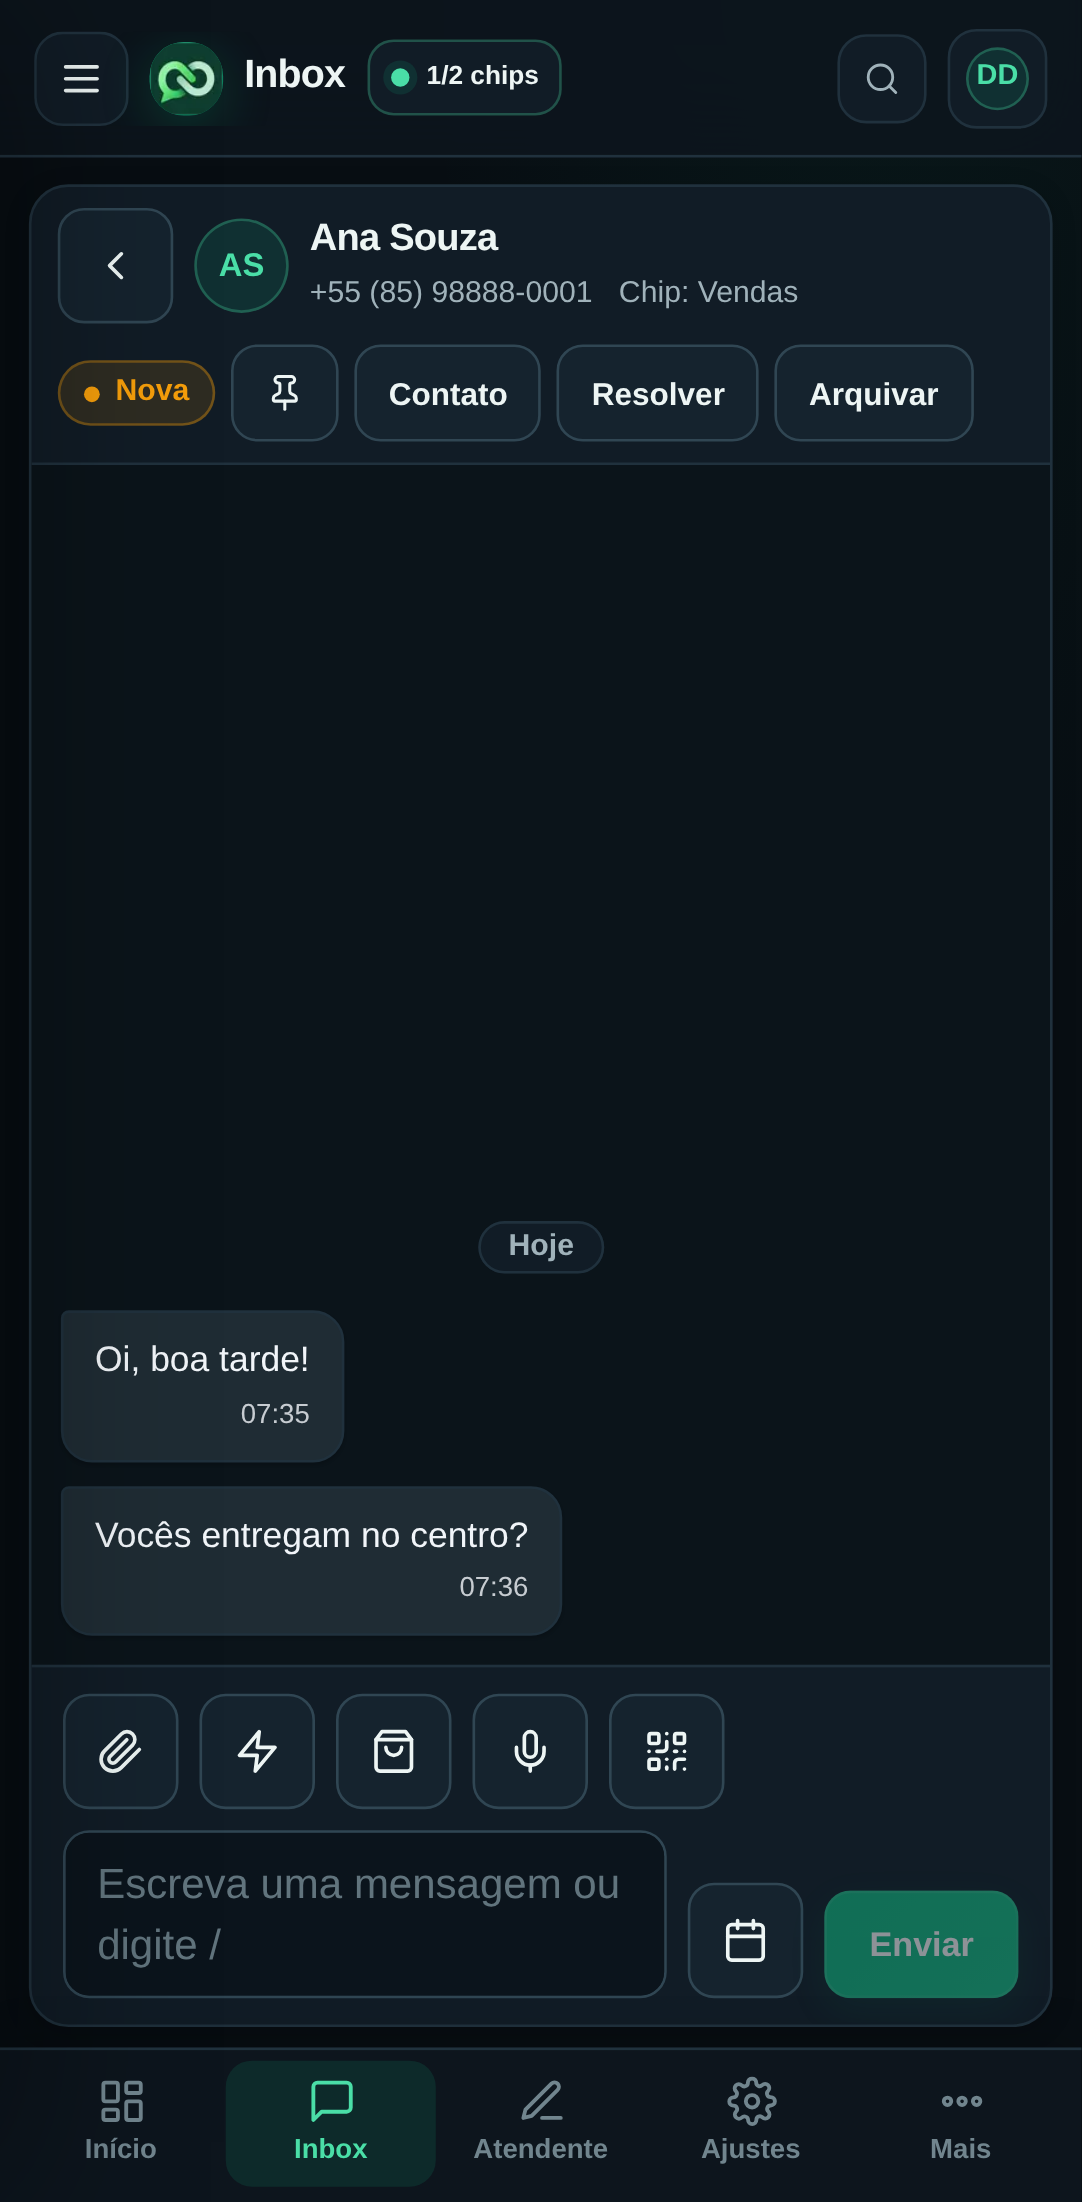 Inbox
1/2 chips
DD
AS
Ana Souza
+55 (85) 98888-0001 Chip: Vendas
Nova
Contato
Resolver
Arquivar
Hoje
Oi, boa tarde!
07:35
Vocês entregam no centro?
07:36
Escreva uma mensagem ou
digite /
Enviar
Início
Inbox
Atendente
Ajustes
Mais